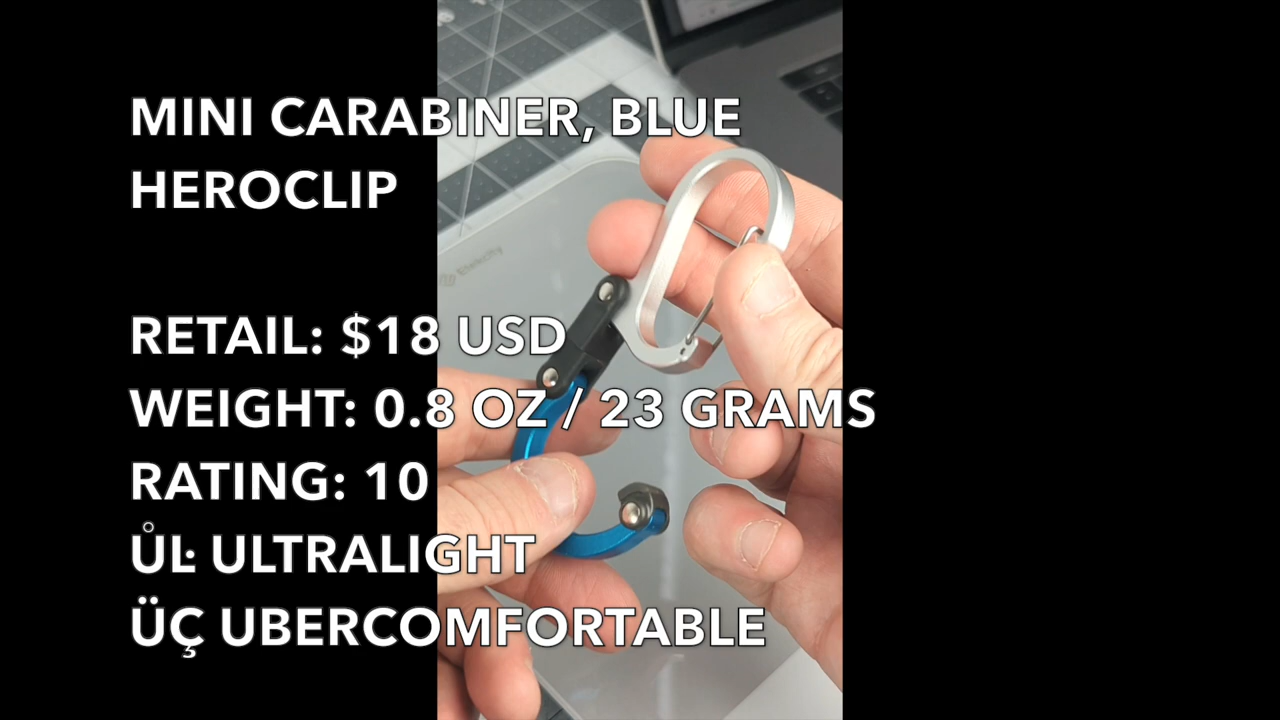 MINI CARABINER, BLUE
HEROCLIP
Etekcity
RETAIL: $18 USD
WEIGHT: 0.8 OZ / 23 GRAMS
RATING: 10
ŮĿ ULTRALIGHT
ÜÇ UBERCOMFORTABLE